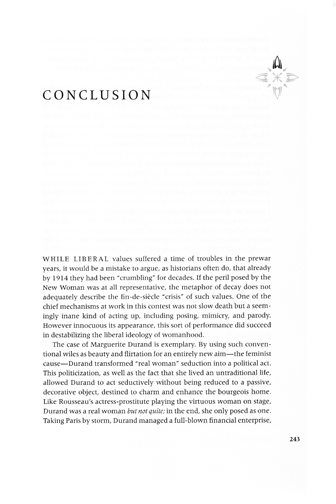 CONCLUSION
WHILE LIBERAL values suffered a time of troubles in the prewar
years, it would be a mistake to argue, as historians often do, that already
by 1914 they had been "crumbling" for decades. If the peril posed by the
New Woman was at all representative, the metaphor of decay does not
adequately describe the fin-de-siècle "crisis" of such values. One of the
chief mechanisms at work in this contest was not slow death but a seem-
ingly inane kind of acting up, including posing, mimicry, and parody.
However innocuous its appearance, this sort of performance did succeed
in destabilizing the liberal ideology of womanhood.
The case of Marguerite Durand is exemplary. By using such conven-
tional wiles as beauty and flirtation for an entirely new aim—the feminist
cause—Durand transformed "real woman" seduction into a political act.
This politicization, as well as the fact that she lived an untraditional life,
allowed Durand to act seductively without being reduced to a passive,
decorative object, destined to charm and enhance the bourgeois home.
Like Rousseau's actress-prostitute playing the virtuous woman on stage,
Durand was a real woman but not quite; in the end, she only posed as one.
Taking Paris by storm, Durand managed a full-blown financial enterprise,
243